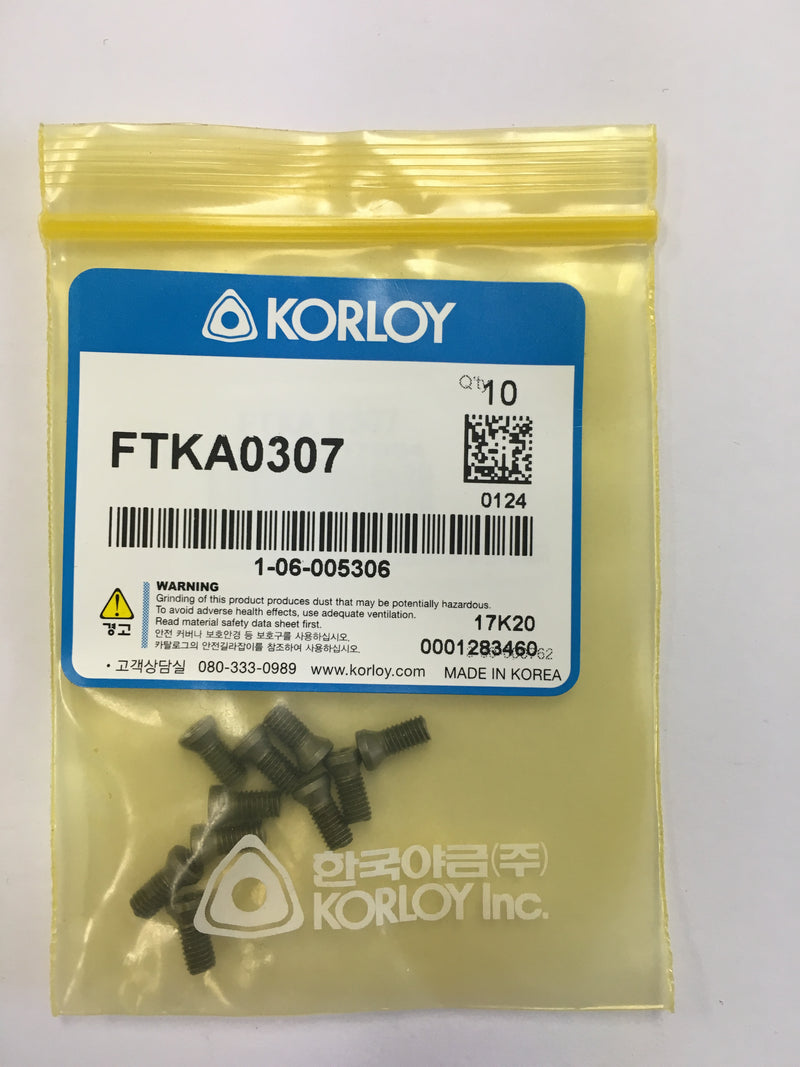 KORLOY
Q'ty 10
FTKA0307
0124
1-06-005306
WARNING
Grinding of this product produces dust that may be potentially hazardous.
To avoid adverse health effects, use adequate ventilation.
Read material safety data sheet first.
안전 커버나 보호안경 등 보호구를 사용하십시오.
카탈로그의 안전길라잡이를 참조하여 사용하십시오.
경고
17K20
0001283460
• 고객상담실 080-333-0989 www.korloy.com MADE IN KOREA
한국야금(주)
KORLOY Inc.